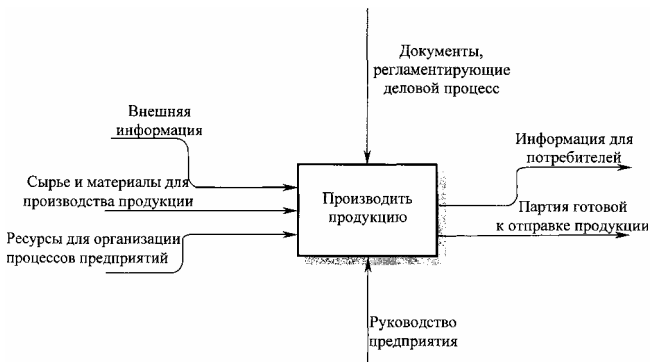 Документы,
регламентирующие
деловой процесс
Внешняя
информация
Сырье и материалы для
производства продукции
Ресурсы для организации
процессов предприятий
Производить
продукцию
Информация для
потребителей
Партия готовой
к отправке продукции
Руководство
предприятия